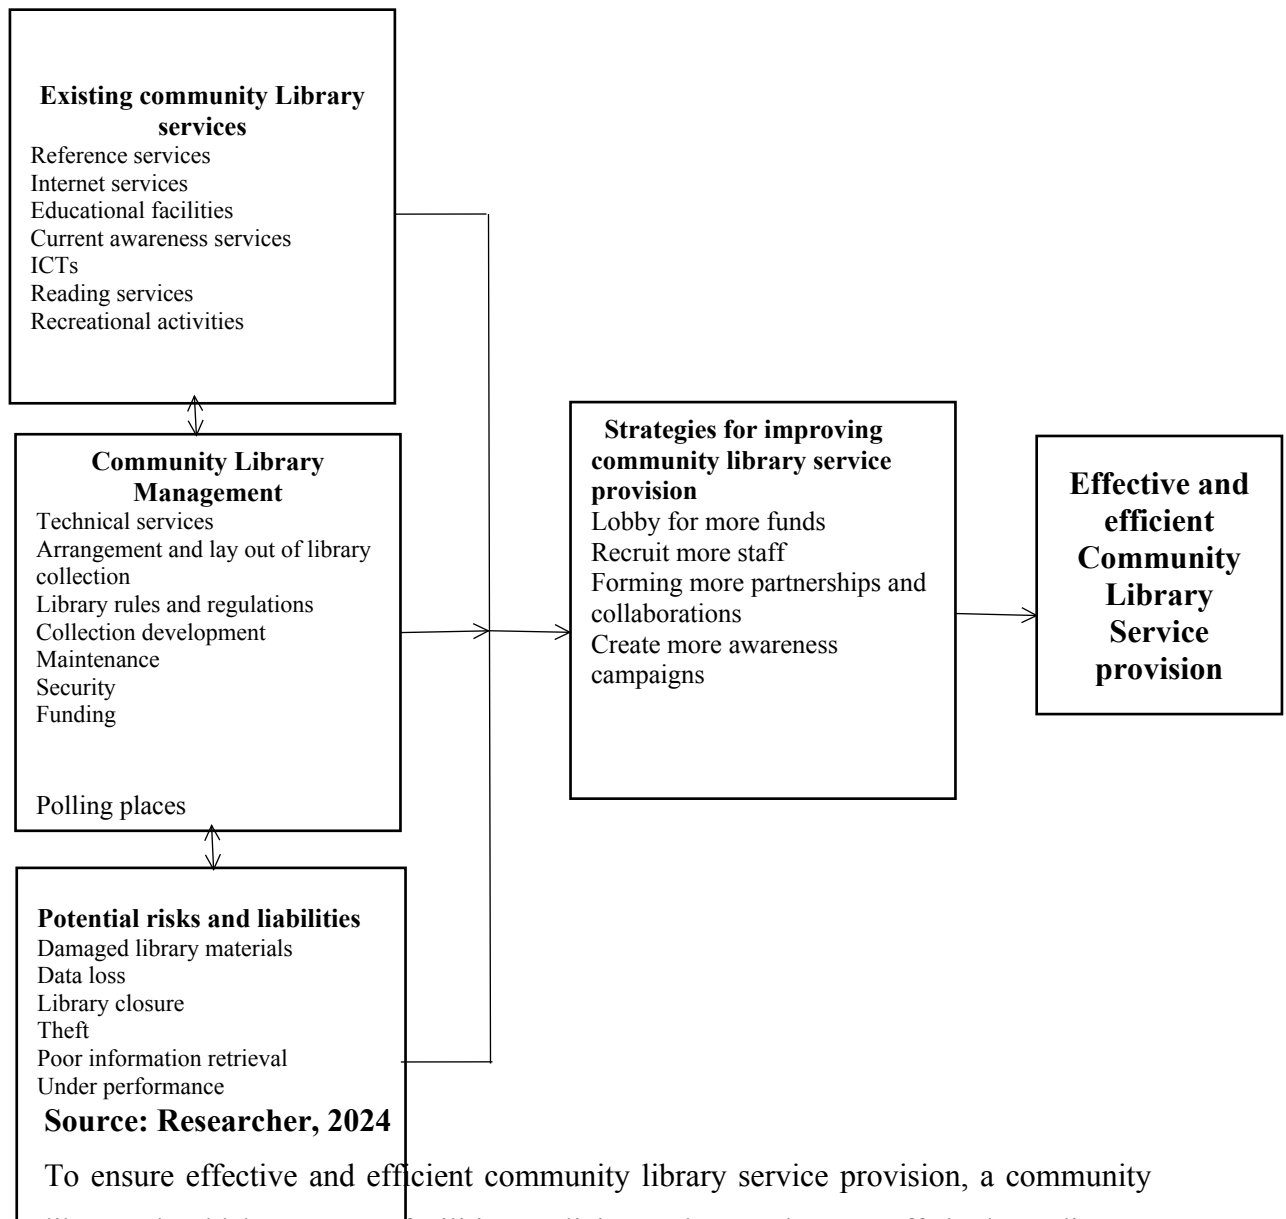 Existing community Library
services
Reference services
Internet services
Educational facilities
Current awareness services
ICTs
Reading services
Recreational activities
Community Library
Management
Technical services
Arrangement and lay out of library
collection
Library rules and regulations
Collection development
Maintenance
Security
Funding
Polling places
Potential risks and liabilities
Damaged library materials
Data loss
Library closure
Theft
Poor information retrieval
Under performance
Strategies for improving
community library service
provision
Lobby for more funds
Recruit more staff
Forming more partnerships and
collaborations
Create more awareness
campaigns
Effective and
efficient
Community
Library
Service
provision
Source: Researcher, 2024
To ensure effective and efficient community library service provision, a community